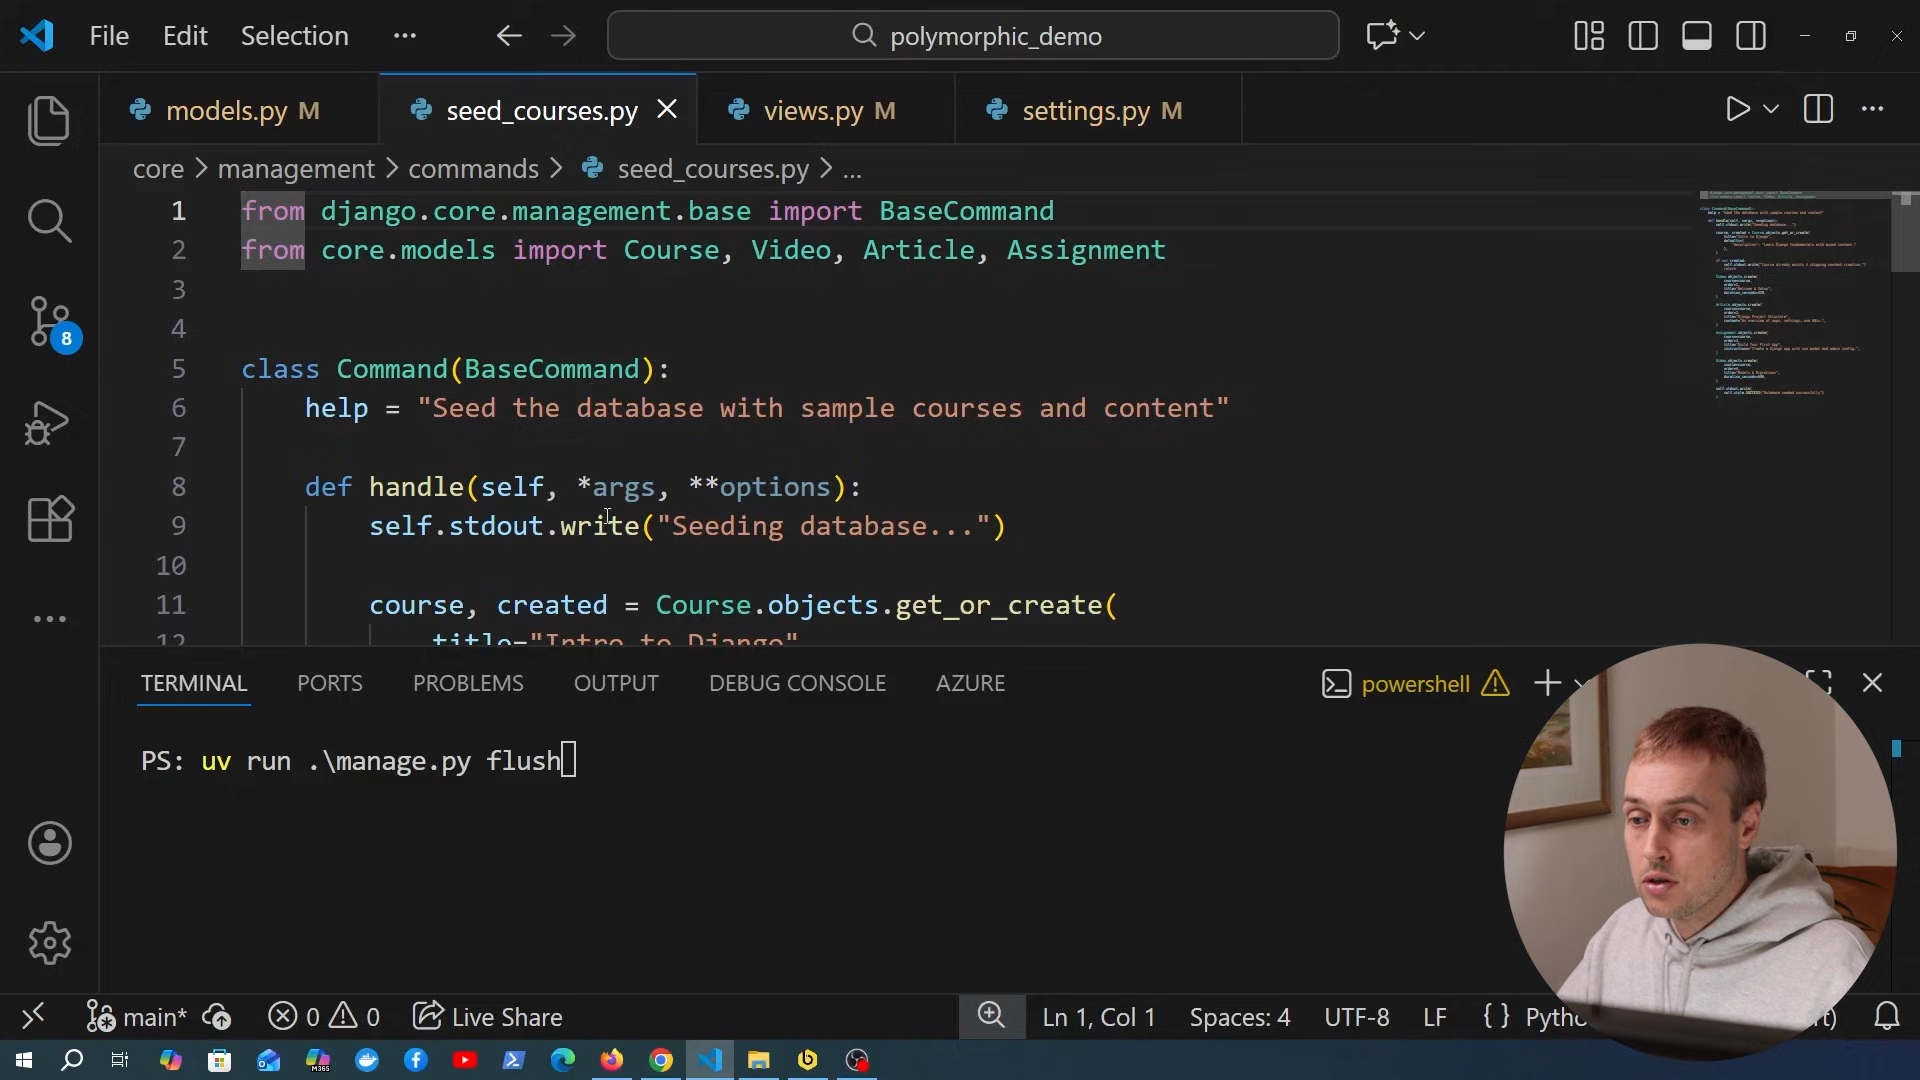 File Edit Selection ··· polymorphic_demo
models.py M seed_courses.py views.py M settings.py M
core > management > commands > seed_courses.py > ...
1 from django.core.management.base import BaseCommand
2 from core.models import Course, Video, Article, Assignment
3
4
5 class Command(BaseCommand):
6 help = "Seed the database with sample courses and content"
7
8 def handle(self, *args, **options):
9 self.stdout.write("Seeding database...")
10
11 course, created = Course.objects.get_or_create(
12 title="Intro to Django"
8
TERMINAL PORTS PROBLEMS OUTPUT DEBUG CONSOLE AZURE powershell
PS: uv run .\manage.py flush
main* 0 0 Live Share Ln 1, Col 1 Spaces: 4 UTF-8 LF { }